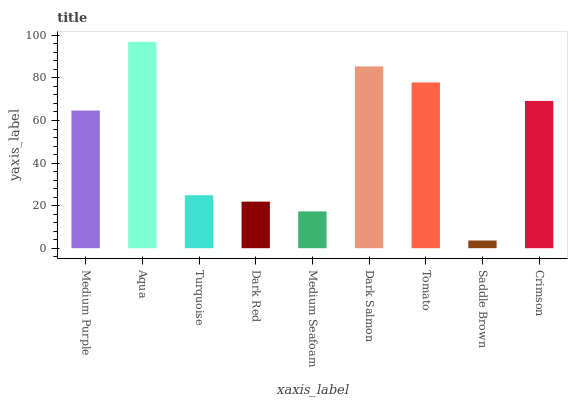 title
yaxis_label
100
80
60
40
20
0
Medium Purple
Aqua
Turquoise
Dark Red
Medium Seafoam
Dark Salmon
Tomato
Saddle Brown
Crimson
xaxis_label